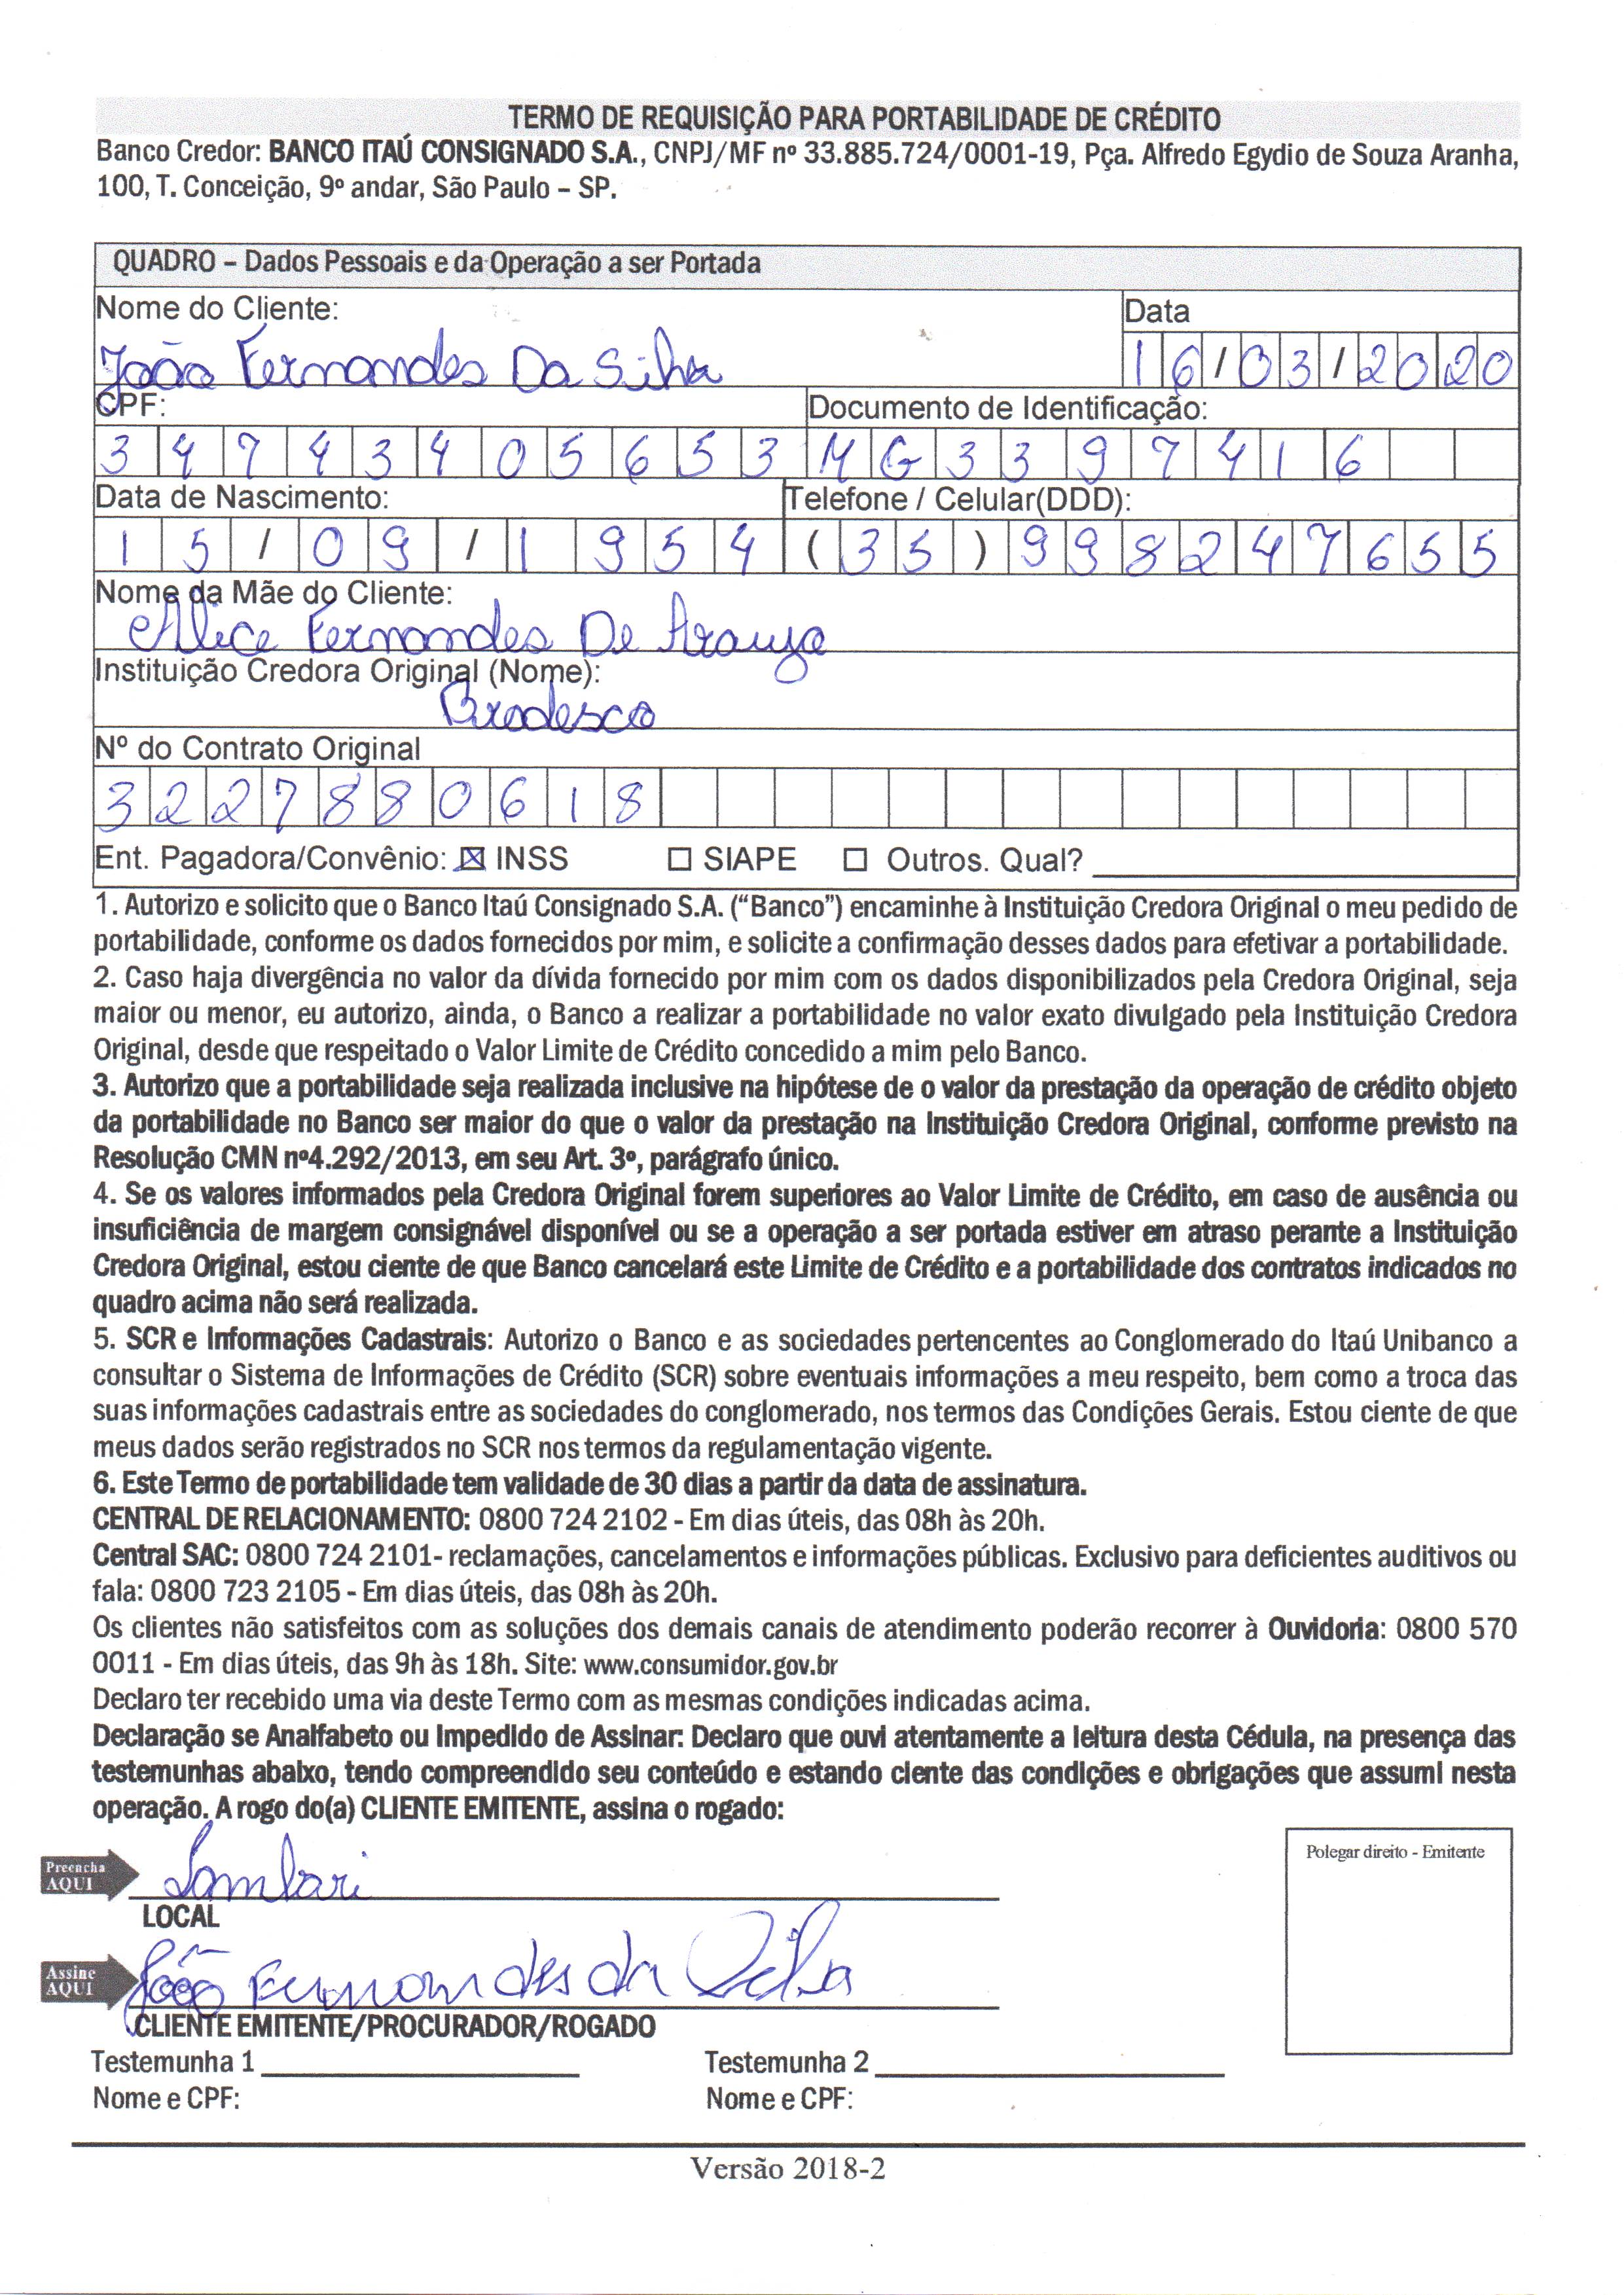 TERMO DE REQUISIÇÃO PARA PORTABILIDADE DE CRÉDITO
Banco Credor: BANCO ITAÚ CONSIGNADO S.A., CNPJ/MF nº 33.885.724/0001-19, Pça. Alfredo Egydio de Souza Aranha,
100, T. Conceição, 9º andar, São Paulo – SP.
QUADRO – Dados Pessoais e da Operação a ser Portada
Nome do Cliente: Data
João Fernandes Da Silva 16/03/2020
CPF: Documento de Identificação:
34743405653 MG3397416
Data de Nascimento: Telefone / Celular(DDD):
15/09/1954 (35)998247655
Nome da Mãe do Cliente:
Alice Fernandes De Araujo
Instituição Credora Original (Nome):
Bradesco
Nº do Contrato Original
3227880618
Ent. Pagadora/Convênio: ☒ INSS ☐ SIAPE ☐ Outros. Qual?
1. Autorizo e solicito que o Banco Itaú Consignado S.A. (“Banco”) encaminhe à Instituição Credora Original o meu pedido de
portabilidade, conforme os dados fornecidos por mim, e solicite a confirmação desses dados para efetivar a portabilidade.
2. Caso haja divergência no valor da dívida fornecido por mim com os dados disponibilizados pela Credora Original, seja
maior ou menor, eu autorizo, ainda, o Banco a realizar a portabilidade no valor exato divulgado pela Instituição Credora
Original, desde que respeitado o Valor Limite de Crédito concedido a mim pelo Banco.
3. Autorizo que a portabilidade seja realizada inclusive na hipótese de o valor da prestação da operação de crédito objeto
da portabilidade no Banco ser maior do que o valor da prestação na Instituição Credora Original, conforme previsto na
Resolução CMN nº4.292/2013, em seu Art. 3º, parágrafo único.
4. Se os valores informados pela Credora Original forem superiores ao Valor Limite de Crédito, em caso de ausência ou
insuficiência de margem consignável disponível ou se a operação a ser portada estiver em atraso perante a Instituição
Credora Original, estou ciente de que Banco cancelará este Limite de Crédito e a portabilidade dos contratos indicados no
quadro acima não será realizada.
5. SCR e Informações Cadastrais: Autorizo o Banco e as sociedades pertencentes ao Conglomerado do Itaú Unibanco a
consultar o Sistema de Informações de Crédito (SCR) sobre eventuais informações a meu respeito, bem como a troca das
suas informações cadastrais entre as sociedades do conglomerado, nos termos das Condições Gerais. Estou ciente de que
meus dados serão registrados no SCR nos termos da regulamentação vigente.
6. Este Termo de portabilidade tem validade de 30 dias a partir da data de assinatura.
CENTRAL DE RELACIONAMENTO: 0800 724 2102 - Em dias úteis, das 08h às 20h.
Central SAC: 0800 724 2101- reclamações, cancelamentos e informações públicas. Exclusivo para deficientes auditivos ou
fala: 0800 723 2105 - Em dias úteis, das 08h às 20h.
Os clientes não satisfeitos com as soluções dos demais canais de atendimento poderão recorrer à Ouvidoria: 0800 570
0011 - Em dias úteis, das 9h às 18h. Site: www.consumidor.gov.br
Declaro ter recebido uma via deste Termo com as mesmas condições indicadas acima.
Declaração se Analfabeto ou Impedido de Assinar: Declaro que ouvi atentamente a leitura desta Cédula, na presença das
testemunhas abaixo, tendo compreendido seu conteúdo e estando ciente das condições e obrigações que assumi nesta
operação. A rogo do(a) CLIENTE EMITENTE, assina o rogado:
Polegar direito - Emitente
Preencha
AQUI
Lambari
LOCAL
Assine
AQUI
João Fernandes da Silva
CLIENTE EMITENTE/PROCURADOR/ROGADO
Testemunha 1 Testemunha 2
Nome e CPF: Nome e CPF:
Versão 2018-2